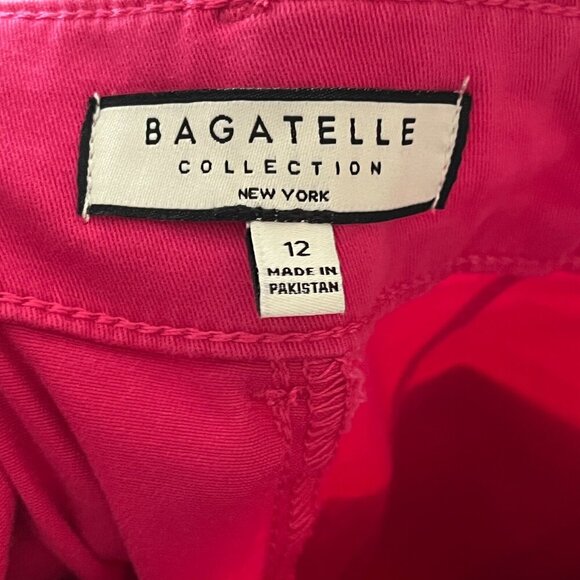 BAGATELLE
COLLECTION
NEW YORK
12
MADE IN
PAKISTAN